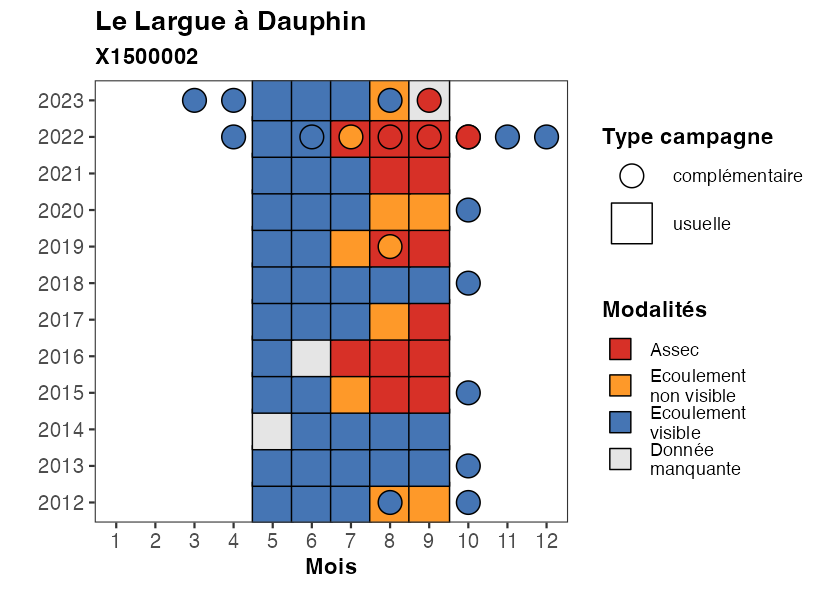 Le Largue à Dauphin
X1500002
2023
2022
2021
2020
2019
2018
2017
2016
2015
2014
2013
2012
1 2 3 4 5 6 7 8 9 10 11 12
Mois
Type campagne
complémentaire
usuelle
Modalités
Assec
Ecoulement
non visible
Ecoulement
visible
Donnée
manquante